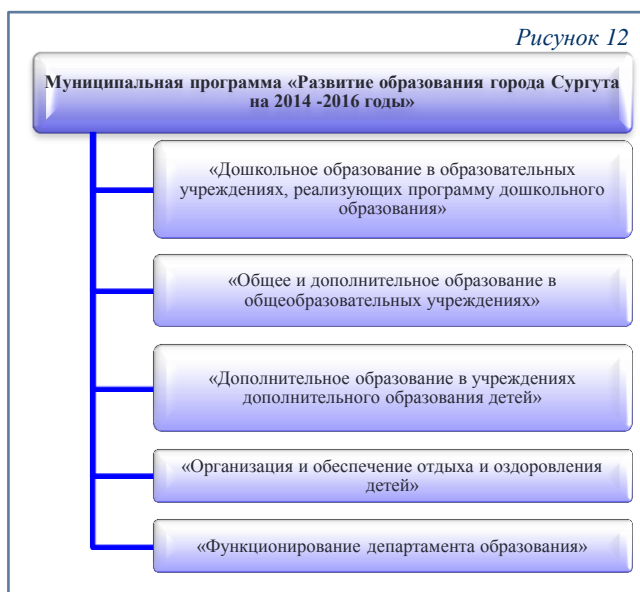 Рисунок 12
Муниципальная программа «Развитие образования города Сургута
на 2014 -2016 годы»
«Дошкольное образование в образовательных
учреждениях, реализующих программу дошкольного
образования»
«Общее и дополнительное образование в
общеобразовательных учреждениях»
«Дополнительное образование в учреждениях
дополнительного образования детей»
«Организация и обеспечение отдыха и оздоровления
детей»
«Функционирование департамента образования»